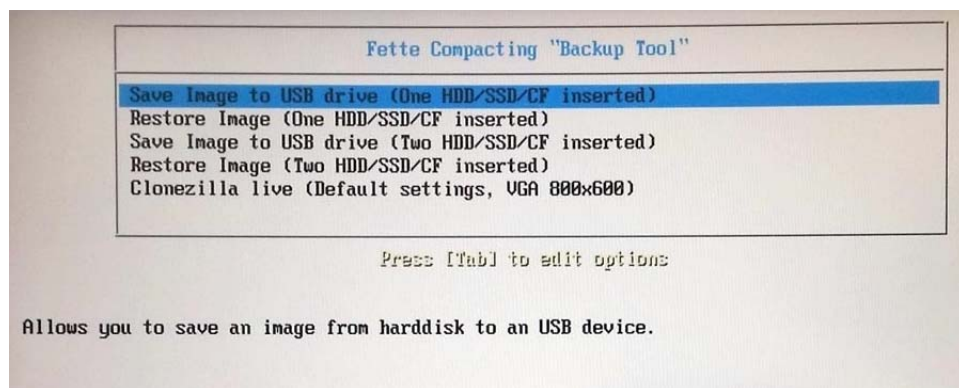 Fette Compacting "Backup Tool"
Save Image to USB drive (One HDD/SSD/CF inserted)
Restore Image (One HDD/SSD/CF inserted)
Save Image to USB drive (Two HDD/SSD/CF inserted)
Restore Image (Two HDD/SSD/CF inserted)
Clonezilla live (Default settings, VGA 800x600)
Press [Tab] to edit options
Allows you to save an image from harddisk to an USB device.